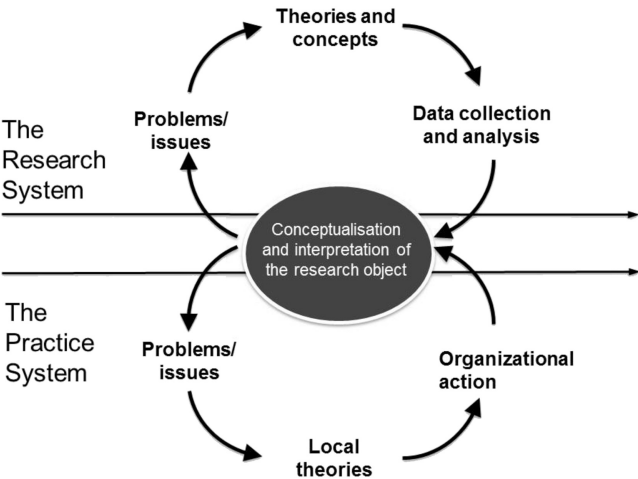 Theories and
concepts
Problems/
issues
Data collection
and analysis
The
Research
System
Conceptualisation
and interpretation of
the research object
The
Practice
System
Problems/
issues
Organizational
action
Local
theories